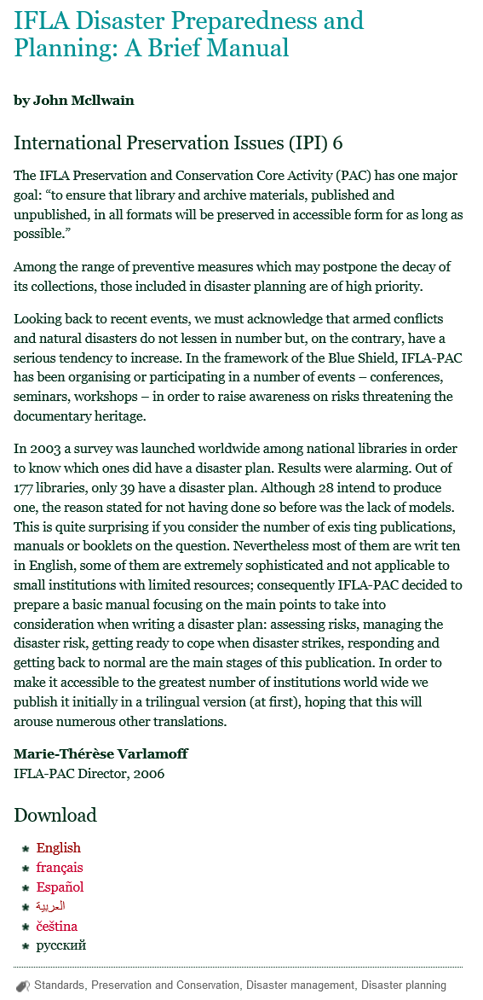 IFLA Disaster Preparedness and
Planning: A Brief Manual
by John Mcllwain
International Preservation Issues (IPI) 6
The IFLA Preservation and Conservation Core Activity (PAC) has one major
goal: “to ensure that library and archive materials, published and
unpublished, in all formats will be preserved in accessible form for as long as
possible.”
Among the range of preventive measures which may postpone the decay of
its collections, those included in disaster planning are of high priority.
Looking back to recent events, we must acknowledge that armed conflicts
and natural disasters do not lessen in number but, on the contrary, have a
serious tendency to increase. In the framework of the Blue Shield, IFLA-PAC
has been organising or participating in a number of events – conferences,
seminars, workshops – in order to raise awareness on risks threatening the
documentary heritage.
In 2003 a survey was launched worldwide among national libraries in order
to know which ones did have a disaster plan. Results were alarming. Out of
177 libraries, only 39 have a disaster plan. Although 28 intend to produce
one, the reason stated for not having done so before was the lack of models.
This is quite surprising if you consider the number of exis ting publications,
manuals or booklets on the question. Nevertheless most of them are writ ten
in English, some of them are extremely sophisticated and not applicable to
small institutions with limited resources; consequently IFLA-PAC decided to
prepare a basic manual focusing on the main points to take into
consideration when writing a disaster plan: assessing risks, managing the
disaster risk, getting ready to cope when disaster strikes, responding and
getting back to normal are the main stages of this publication. In order to
make it accessible to the greatest number of institutions world wide we
publish it initially in a trilingual version (at first), hoping that this will
arouse numerous other translations.
Marie-Thérèse Varlamoff
IFLA-PAC Director, 2006
Download
English
français
Español
العربية
čeština
русский
Standards, Preservation and Conservation, Disaster management, Disaster planning